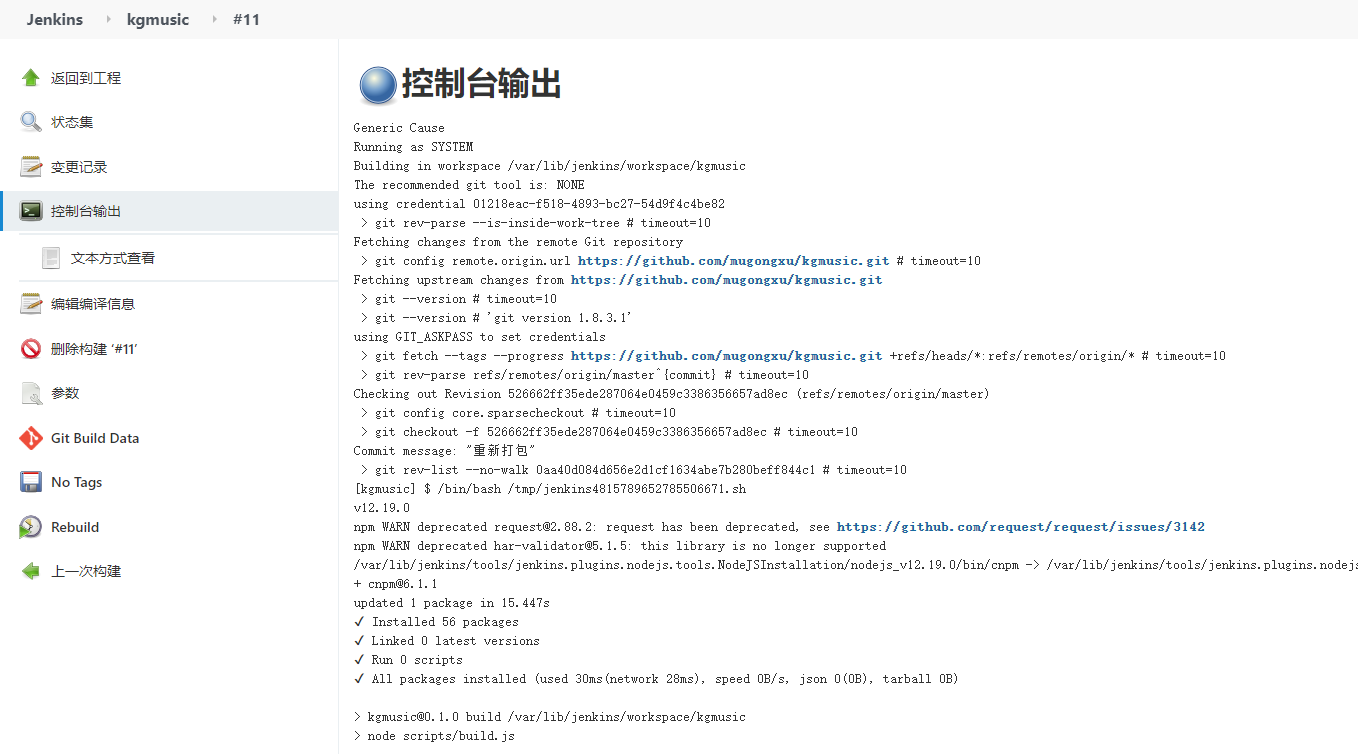 Jenkins
kgmusic
#11
返回到工程
状态集
变更记录
控制台输出
文本方式查看
编辑编译信息
删除构建 ‘#11’
参数
Git Build Data
No Tags
Rebuild
上一次构建
控制台输出
Generic Cause
Running as SYSTEM
Building in workspace /var/lib/jenkins/workspace/kgmusic
The recommended git tool is: NONE
using credential 01218eac-f518-4893-bc27-54d9f4c4be82
> git rev-parse --is-inside-work-tree # timeout=10
Fetching changes from the remote Git repository
> git config remote.origin.url https://github.com/mugongxu/kgmusic.git # timeout=10
Fetching upstream changes from https://github.com/mugongxu/kgmusic.git
> git --version # timeout=10
> git --version # 'git version 1.8.3.1'
using GIT_ASKPASS to set credentials
> git fetch --tags --progress https://github.com/mugongxu/kgmusic.git +refs/heads/*:refs/remotes/origin/* # timeout=10
> git rev-parse refs/remotes/origin/master^{commit} # timeout=10
Checking out Revision 526662ff35ede287064e0459c3386356657ad8ec (refs/remotes/origin/master)
> git config core.sparsecheckout # timeout=10
> git checkout -f 526662ff35ede287064e0459c3386356657ad8ec # timeout=10
Commit message: "重新打包"
> git rev-list --no-walk 0aa40d084d656e2d1cf1634abe7b280beff844c1 # timeout=10
[kgmusic] $ /bin/bash /tmp/jenkins4815789652785506671.sh
v12.19.0
npm WARN deprecated request@2.88.2: request has been deprecated, see https://github.com/request/request/issues/3142
npm WARN deprecated har-validator@5.1.5: this library is no longer supported
/var/lib/jenkins/tools/jenkins.plugins.nodejs.tools.NodeJSInstallation/nodejs_v12.19.0/bin/cnpm -> /var/lib/jenkins/tools/jenkins.plugins.nodejs
+ cnpm@6.1.1
updated 1 package in 15.447s
✓ Installed 56 packages
✓ Linked 0 latest versions
✓ Run 0 scripts
✓ All packages installed (used 30ms(network 28ms), speed 0B/s, json 0(0B), tarball 0B)
> kgmusic@0.1.0 build /var/lib/jenkins/workspace/kgmusic
> node scripts/build.js